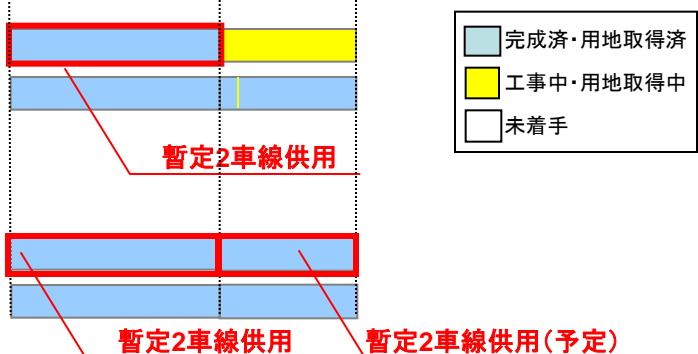 完成済・用地取得済
工事中・用地取得中
未着手
暫定2車線供用
暫定2車線供用
暫定2車線供用(予定)